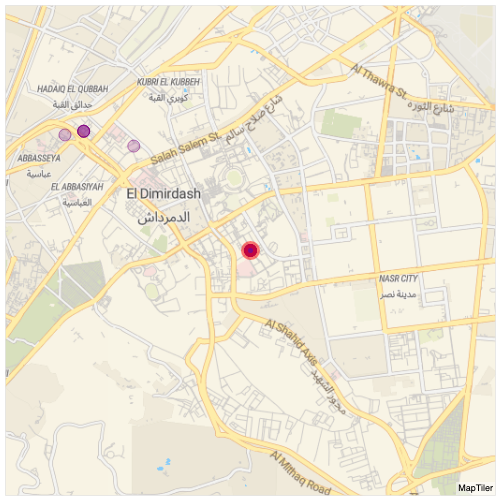 Al Thawra St.
شارع الثوره
KUBRI EL KUBBEH
كوبري القبة
HADAIQ EL QUBBAH
حدائق القبة
شارع صلاح سالم
Salah Salem St.
ABBASSEYA
عباسية
EL ABBASIYAH
العباسية
El Dimirdash
الدمرداش
NASR CITY
مدينة نصر
Al Shahid Axis
محور الشهيد
Al Mithaq Road
MapTiler